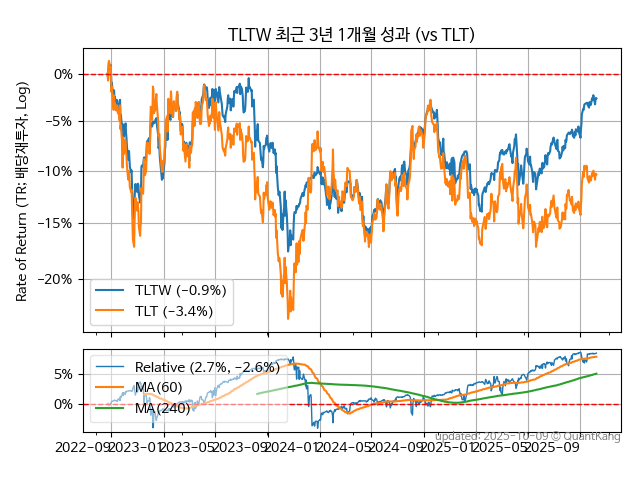 TLTW 최근 3년 1개월 성과 (vs TLT)
Rate of Return (TR: 배당재투자, Log)
0%
−5%
−10%
−15%
−20%
TLTW (−0.9%)
TLT (−3.4%)
5%
0%
Relative (2.7%, −2.6%)
MA(60)
MA(240)
updated: 2025-10-09 © QuantKang
2022-09 2023-01 2023-05 2023-09 2024-01 2024-05 2024-09 2025-01 2025-05 2025-09